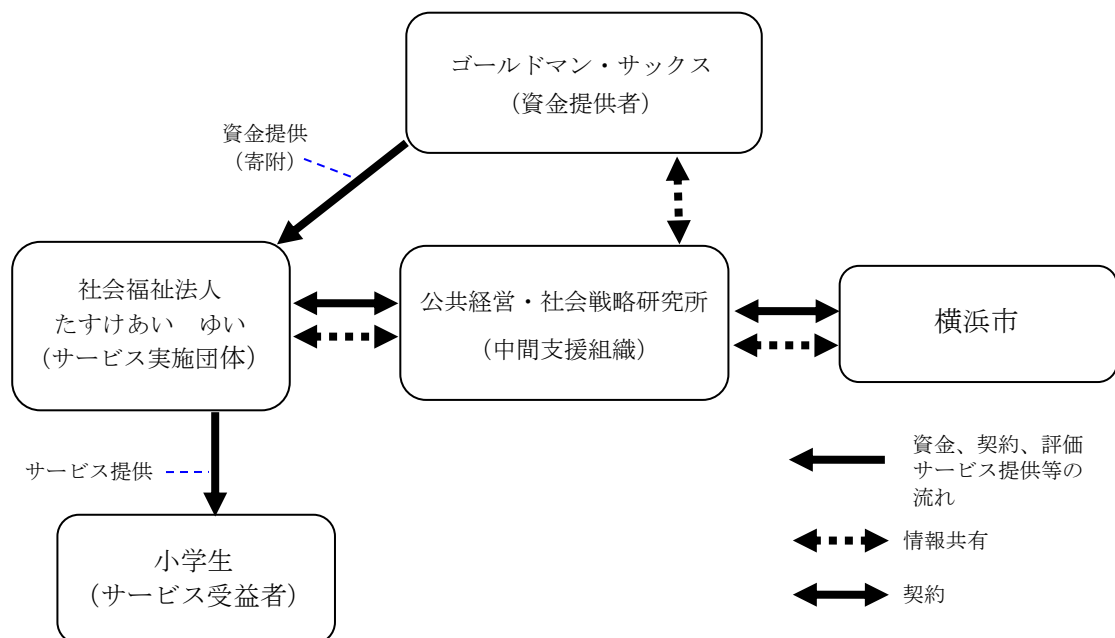 ゴールドマン・サックス
（資金提供者）
資金提供
（寄附）
社会福祉法人
たすけあい　ゆい
（サービス実施団体）
公共経営・社会戦略研究所
（中間支援組織）
横浜市
サービス提供
小学生
（サービス受益者）
資金、契約、評価
サービス提供等の
流れ
情報共有
契約